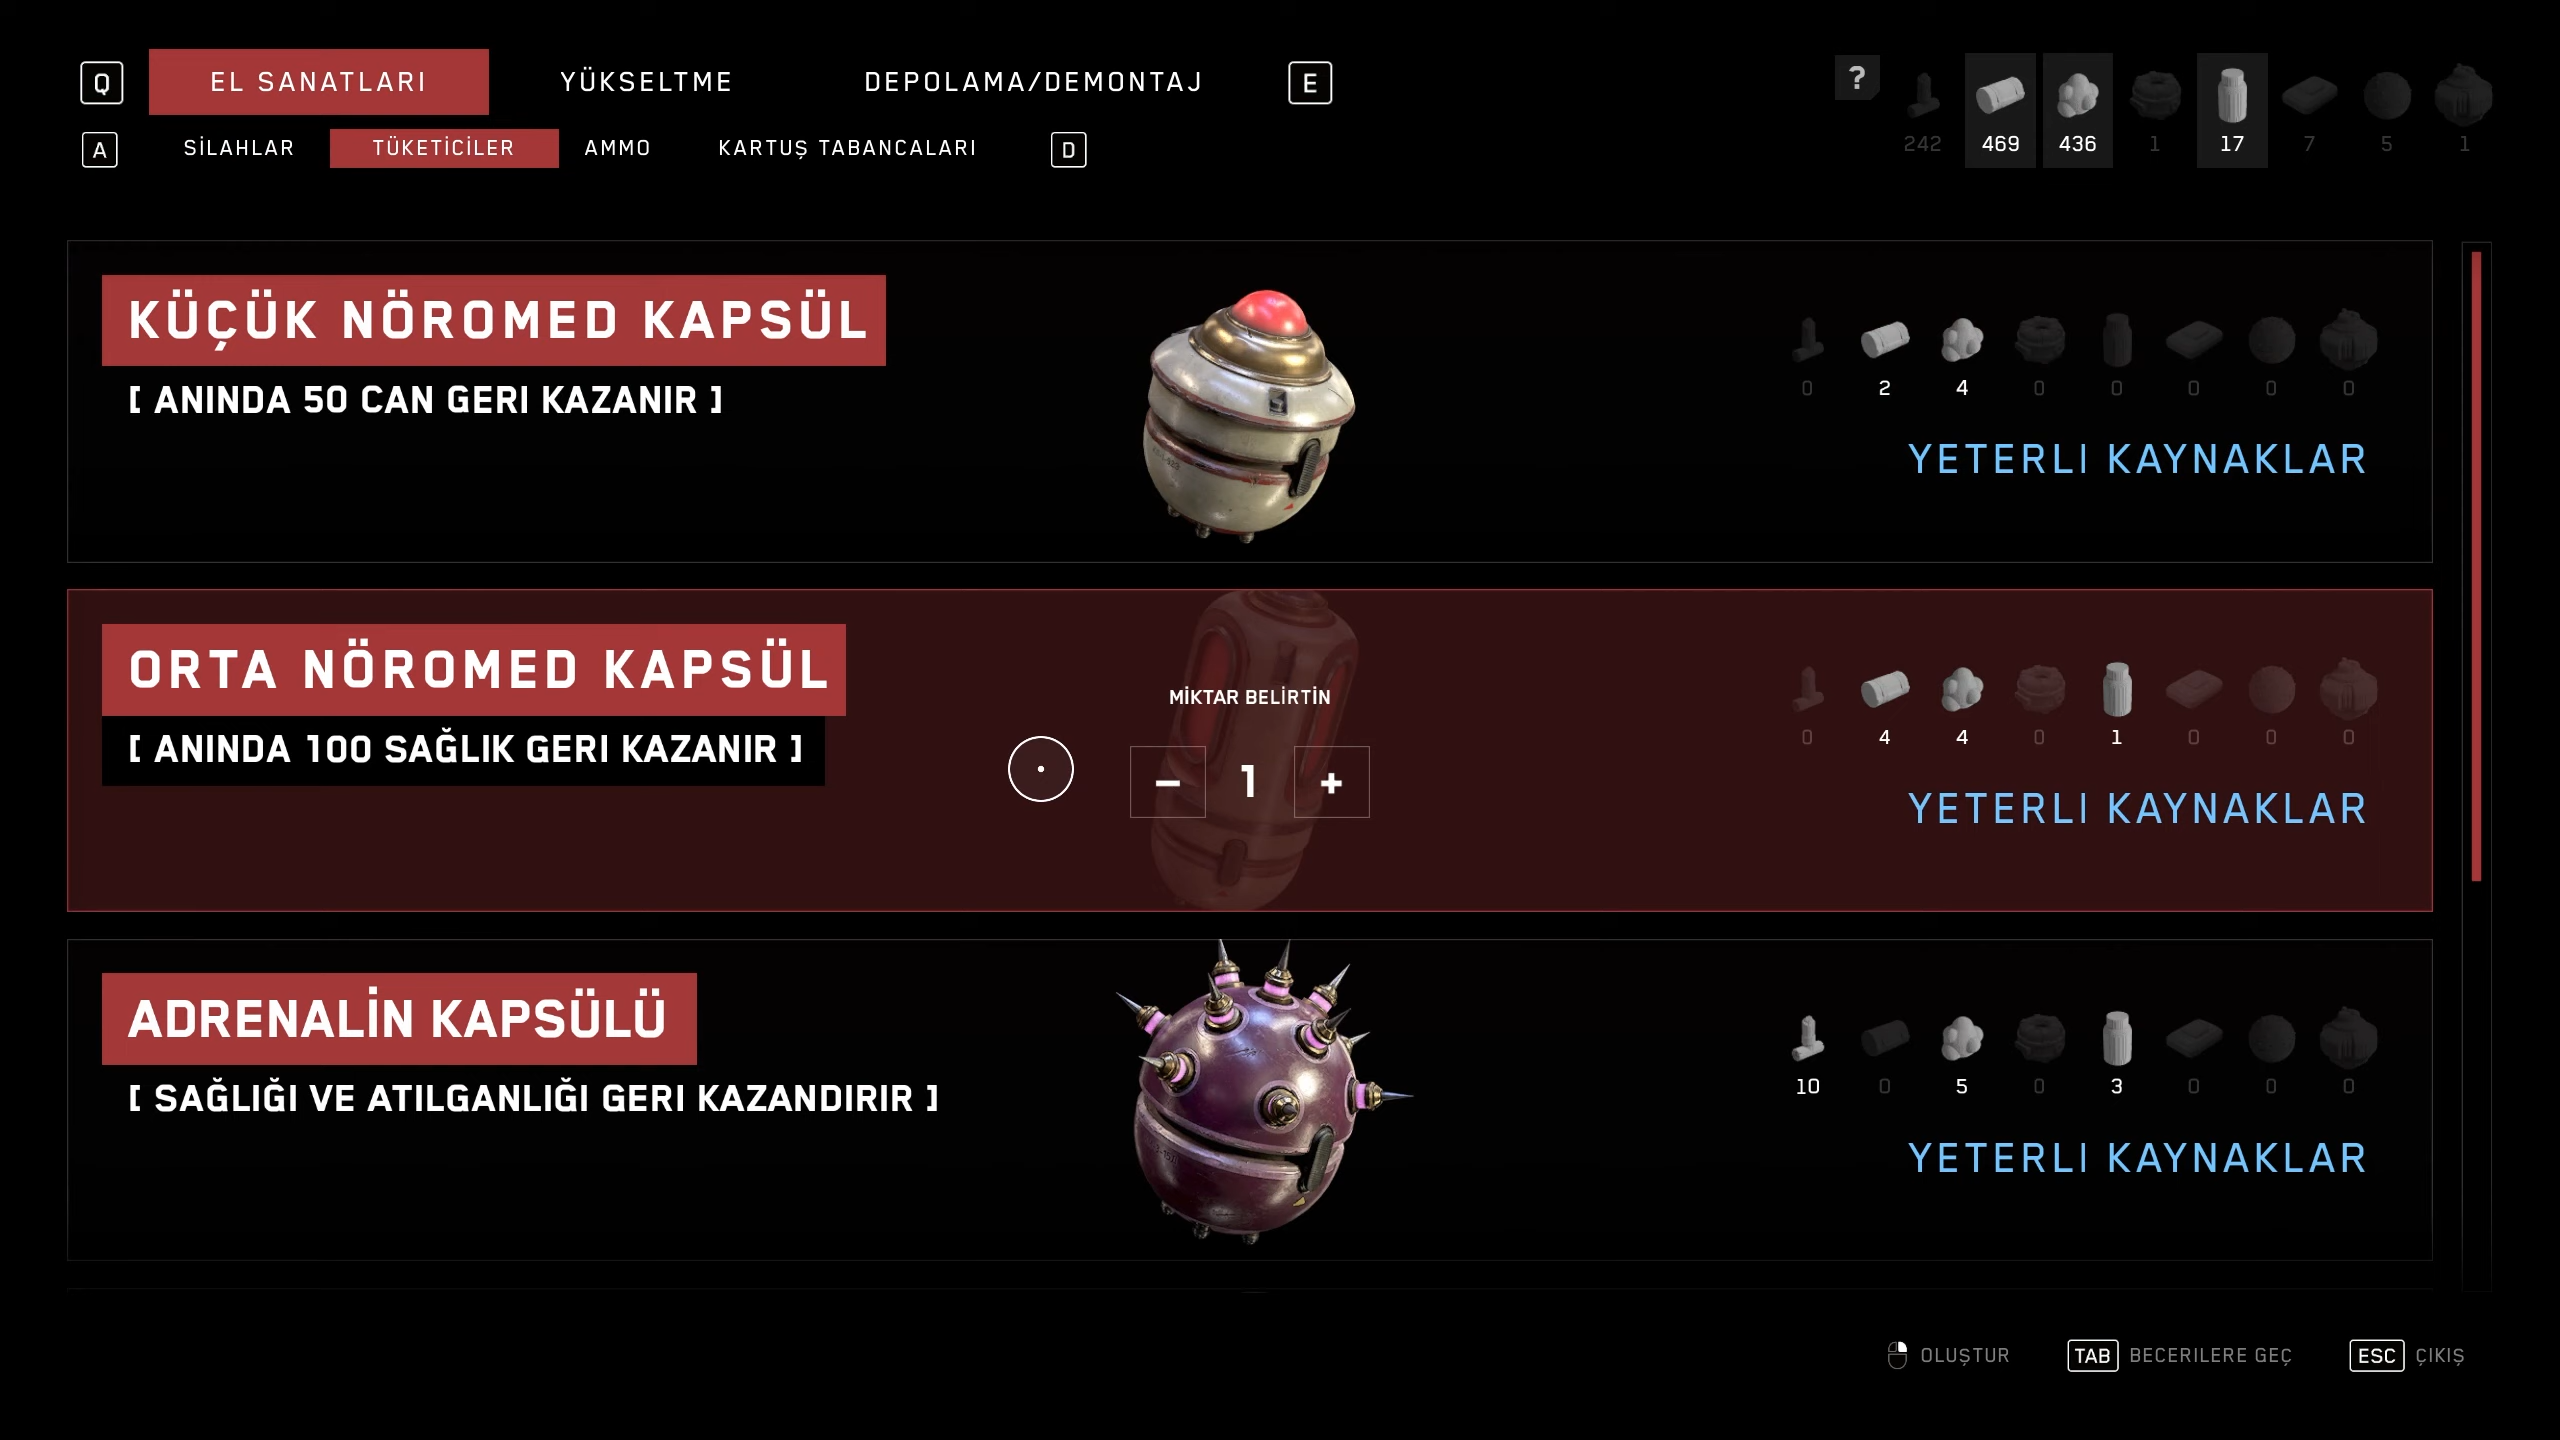 Q EL SANATLARI YÜKSELTME DEPOLAMA/DEMONTAJ E
?
242 469 436 1 17 7 5 1
A SİLAHLAR TÜKETİCİLER AMMO KARTUŞ TABANCALARI D
KÜÇÜK NÖROMED KAPSÜL
[ ANINDA 50 CAN GERI KAZANIR ]
0 2 4 0 0 0 0 0
YETERLI KAYNAKLAR
ORTA NÖROMED KAPSÜL
[ ANINDA 100 SAĞLIK GERI KAZANIR ]
MİKTAR BELİRTİN
− 1 +
0 4 4 0 1 0 0 0
YETERLI KAYNAKLAR
ADRENALİN KAPSÜLÜ
[ SAĞLIĞI VE ATILGANLIĞI GERI KAZANDIRIR ]
10 0 5 0 3 0 0 0
YETERLI KAYNAKLAR
OLUŞTUR TAB BECERILERE GEÇ ESC ÇIKIŞ